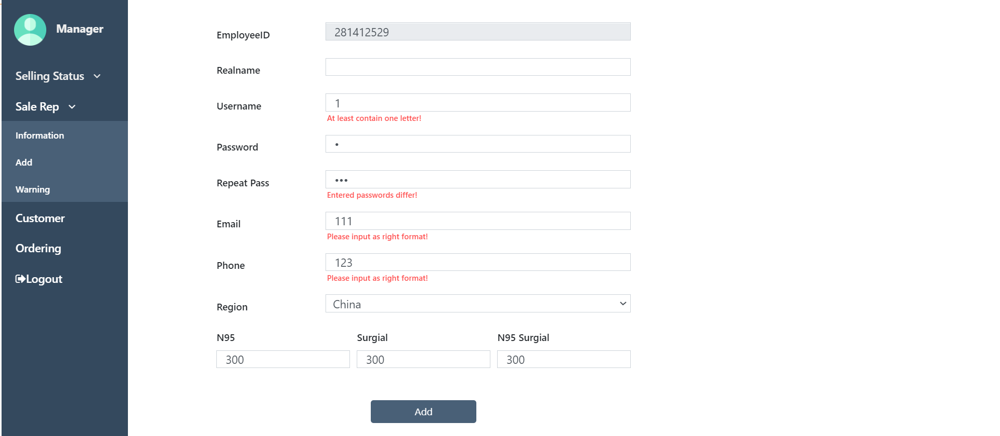 Manager
Selling Status
Sale Rep
Information
Add
Warning
Customer
Ordering
Logout
EmployeeID
281412529
Realname
Username
1
At least contain one letter!
Password
•
Repeat Pass
•••
Entered passwords differ!
Email
111
Please input as right format!
Phone
123
Please input as right format!
Region
China
N95 Surgial N95 Surgial
300 300 300
Add